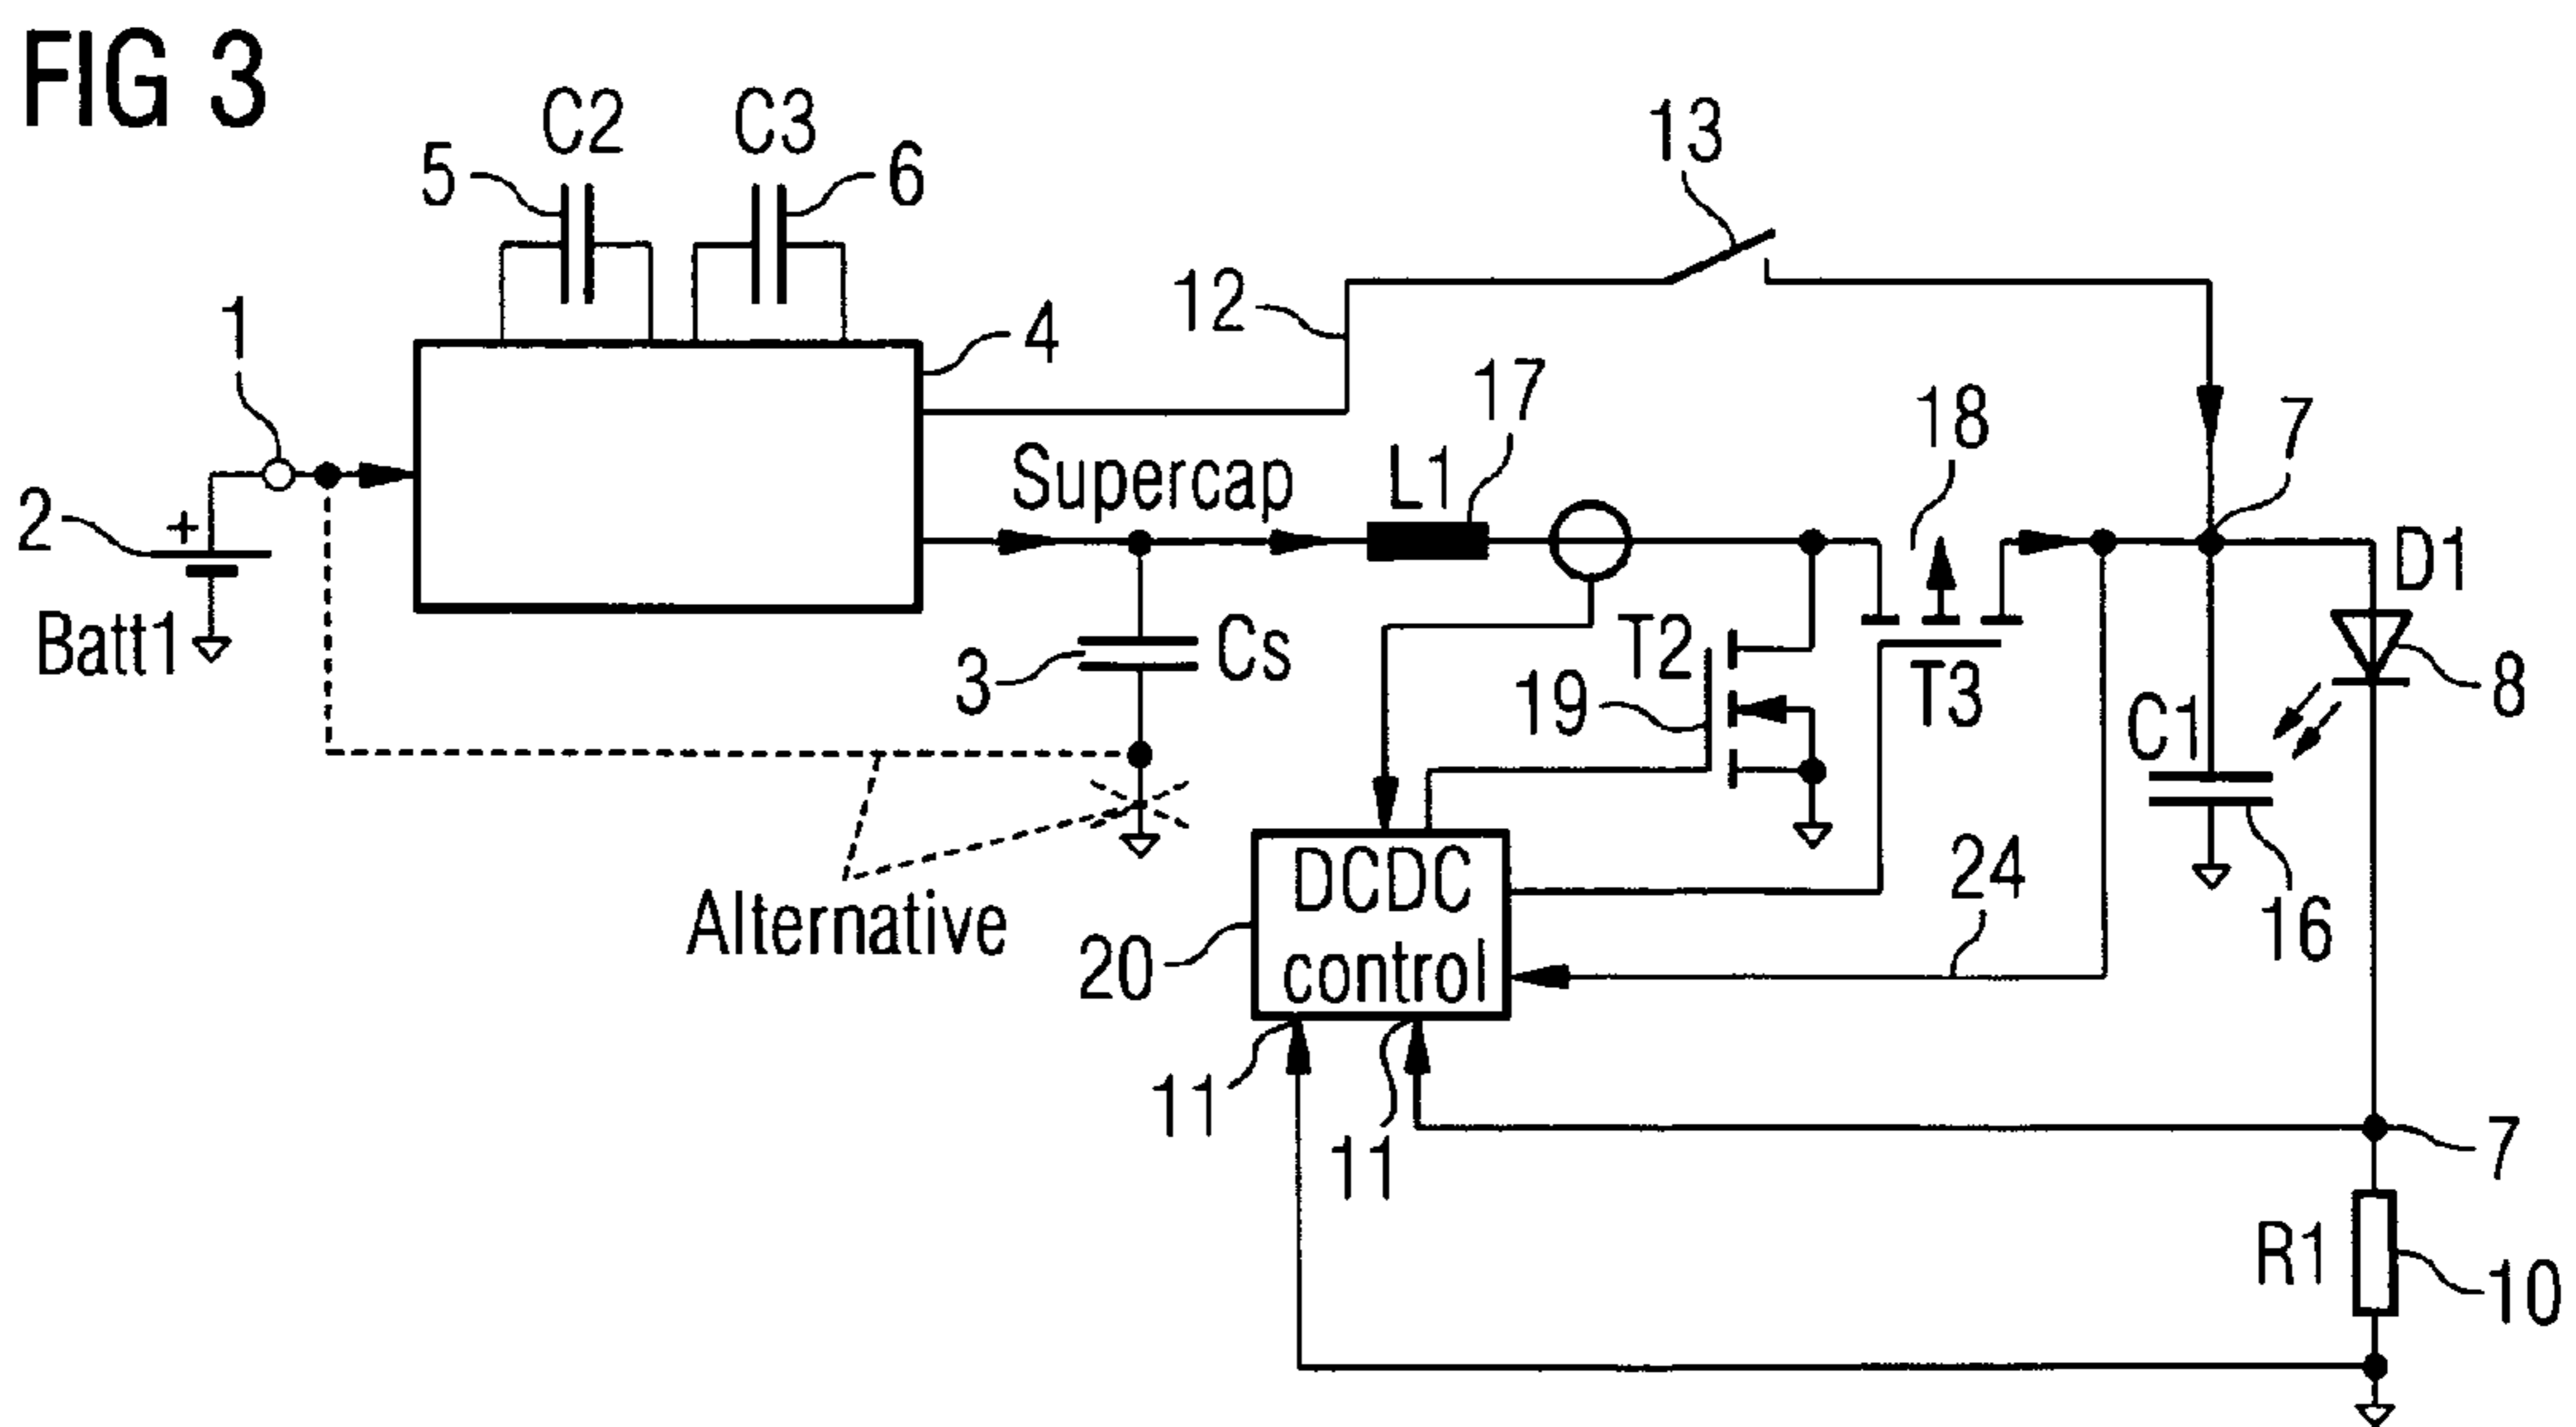 FIG 3
C2
C3
5
6
13
1
12
4
17
7
18
Supercap
L1
2
+
D1
Batt1
3
Cs
T2
T3
19
C1
8
DCDC
control
24
Alternative
20
16
11
11
7
R1
10